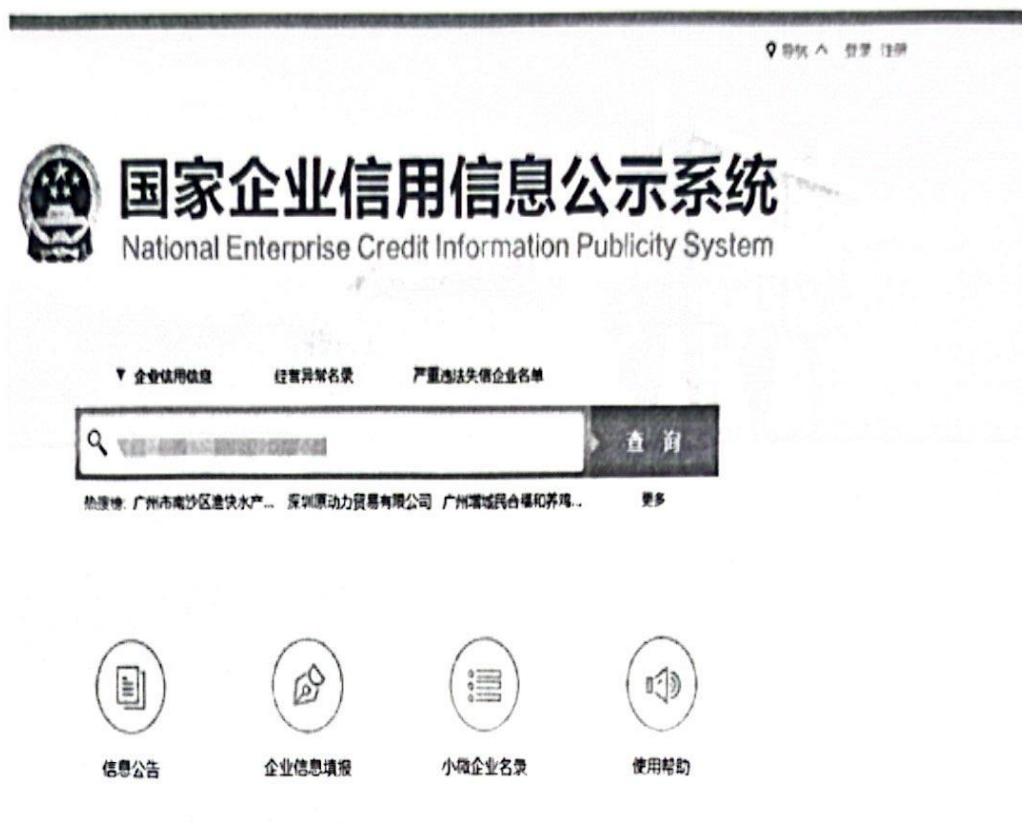 导航 登录 注册
国家企业信用信息公示系统
National Enterprise Credit Information Publicity System
企业信用信息 经营异常名录 严重违法失信企业名单
查 询
热搜榜: 广州市南沙区渔快水产... 深圳原动力贸易有限公司 广州增城民合福和养鸡... 更多
信息公告 企业信息填报 小微企业名录 使用帮助